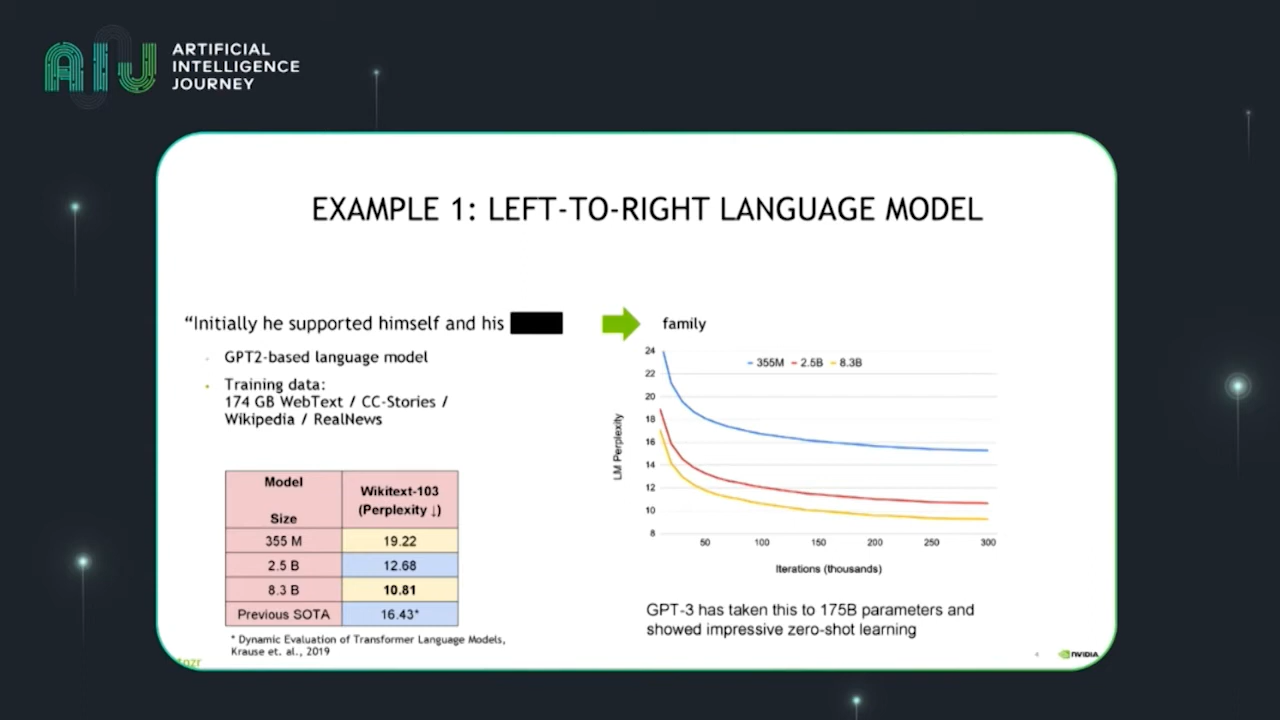 ARTIFICIAL
INTELLIGENCE
JOURNEY
EXAMPLE 1: LEFT-TO-RIGHT LANGUAGE MODEL
“Initially he supported himself and his
family
GPT2-based language model
Training data:
174 GB WebText / CC-Stories /
Wikipedia / RealNews
Model
Size
Wikitext-103
(Perplexity ↓)
355 M 19.22
2.5 B 12.68
8.3 B 10.81
Previous SOTA 16.43*
* Dynamic Evaluation of Transformer Language Models,
Krause et. al., 2019
355M 2.5B 8.3B
LM Perplexity
24
22
20
18
16
14
12
10
8
50 100 150 200 250 300
Iterations (thousands)
GPT-3 has taken this to 175B parameters and
showed impressive zero-shot learning
NVIDIA